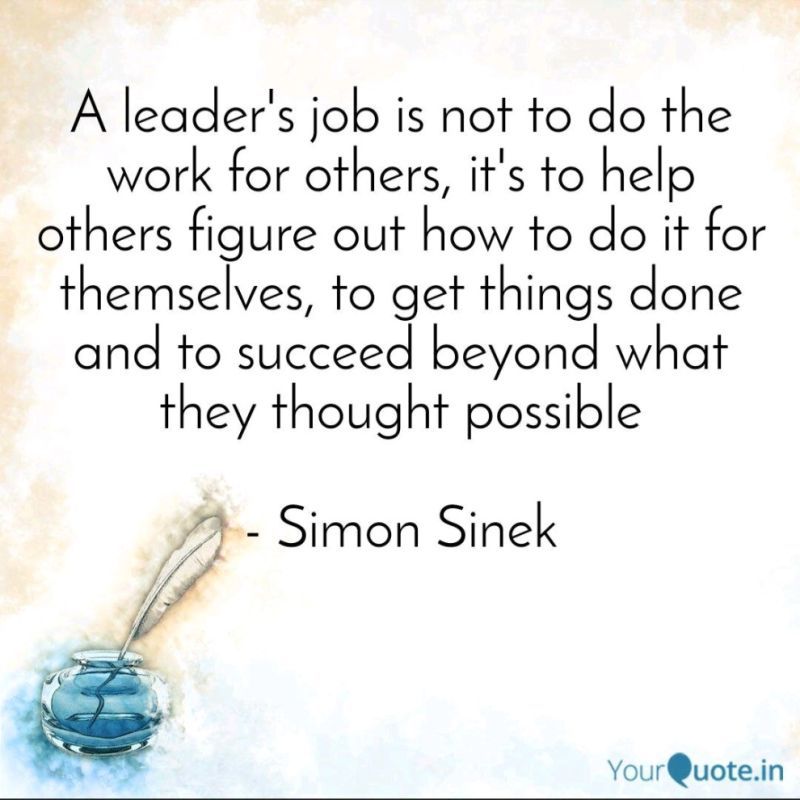 A leader's job is not to do the
work for others, it's to help
others figure out how to do it for
themselves, to get things done
and to succeed beyond what
they thought possible
- Simon Sinek
YourQuote.in